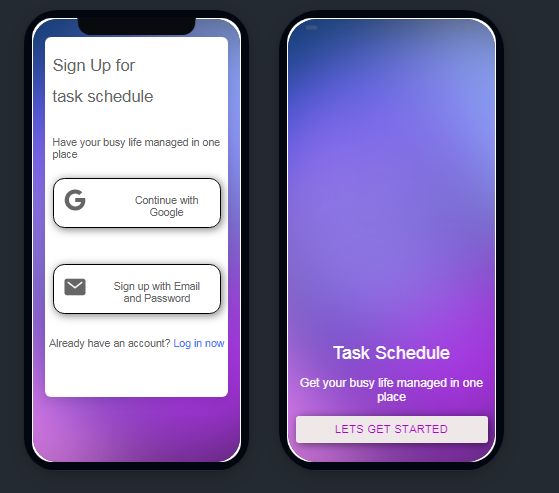 Sign Up for
task schedule
Have your busy life managed in one
place
Continue with
Google
Sign up with Email
and Password
Already have an account? Log in now
Task Schedule
Get your busy life managed in one
place
LETS GET STARTED